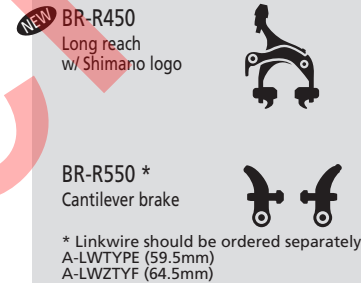 NEW BR-R450
Long reach
w/ Shimano logo
BR-R550 *
Cantilever brake
* Linkwire should be ordered separately
A-LWTYPE (59.5mm)
A-LWZTYF (64.5mm)